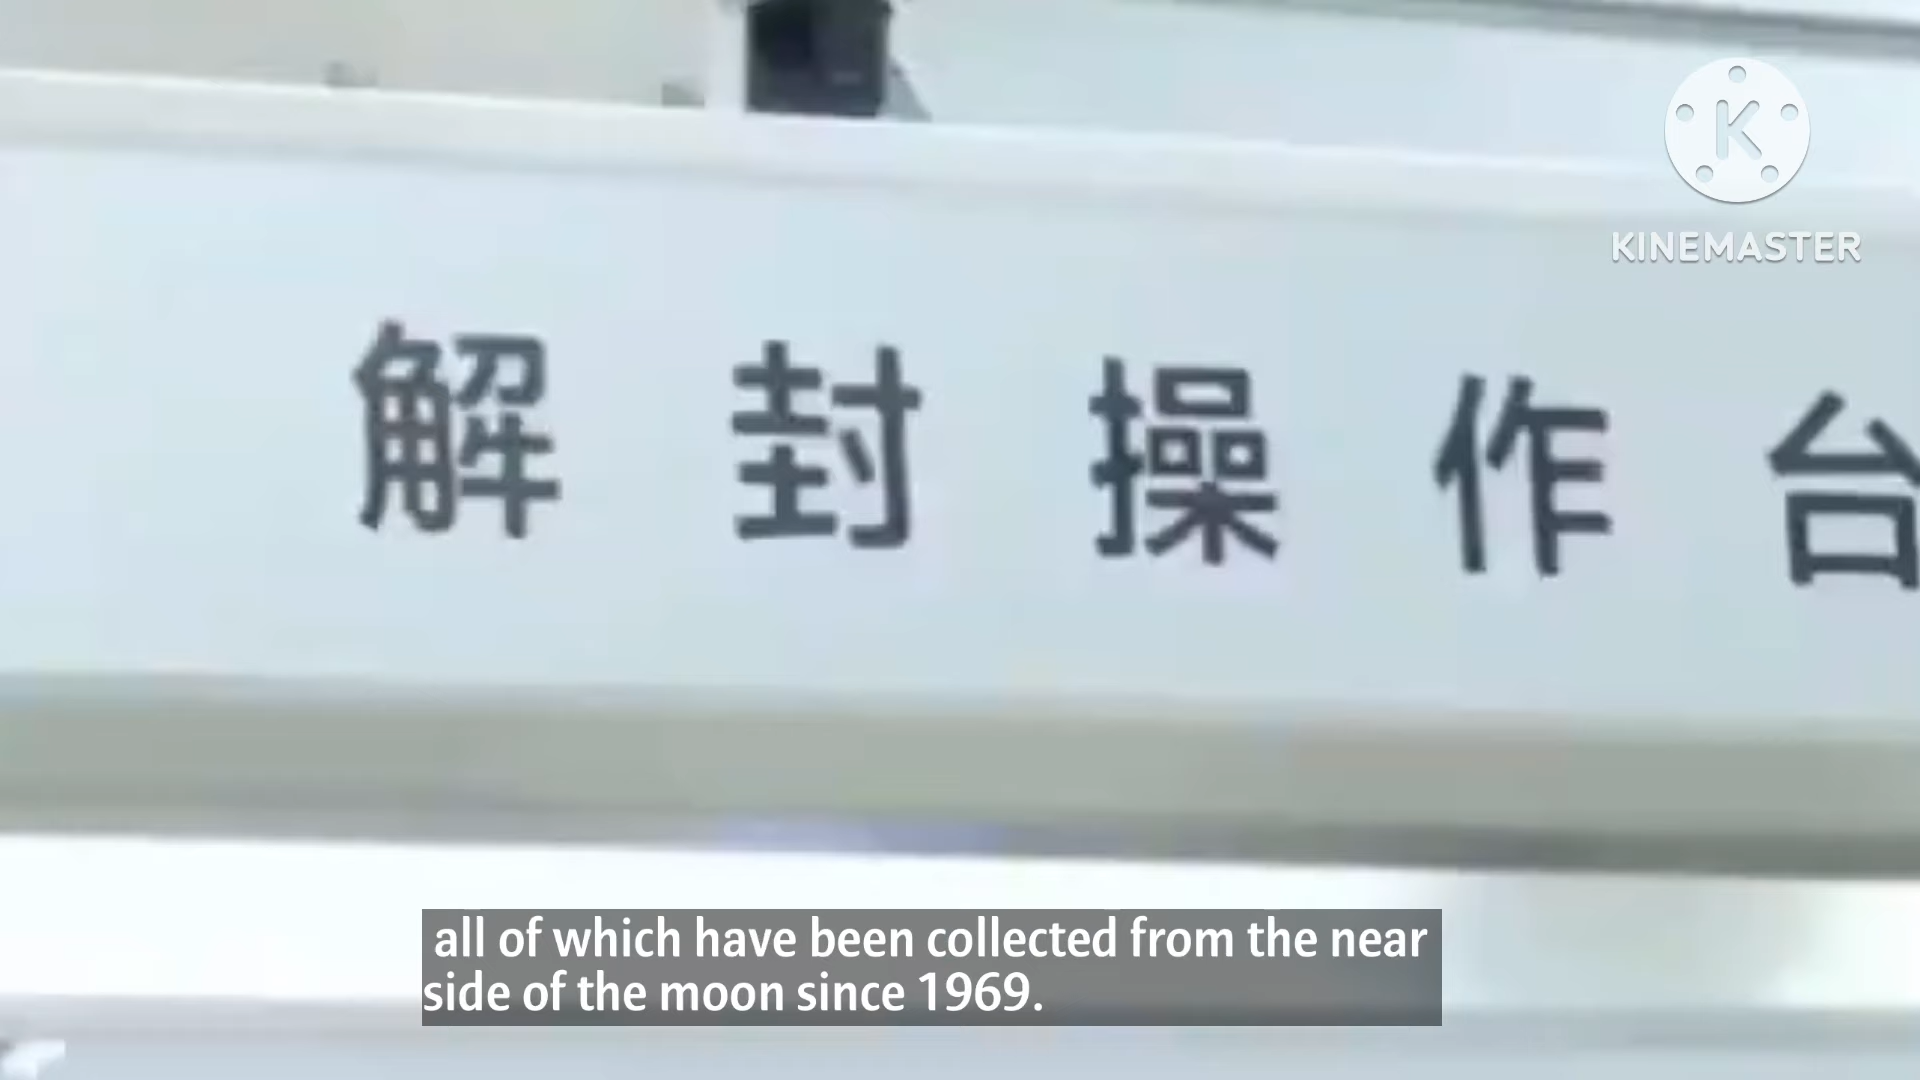 KINEMASTER
解封操作台
all of which have been collected from the near
side of the moon since 1969.